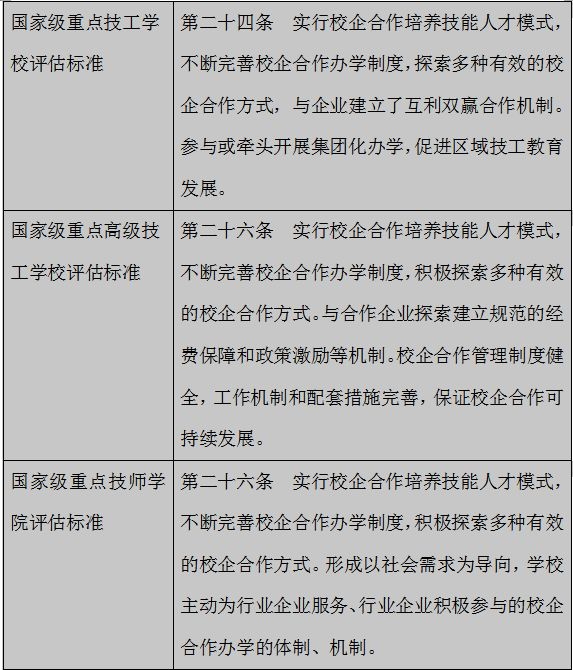 国家级重点技工学
校评估标准
第二十四条　实行校企合作培养技能人才模式，
不断完善校企合作办学制度，探索多种有效的校
企合作方式，与企业建立了互利双赢合作机制。
参与或牵头开展集团化办学，促进区域技工教育
发展。
国家级重点高级技
工学校评估标准
第二十六条　实行校企合作培养技能人才模式，
不断完善校企合作办学制度，积极探索多种有效
的校企合作方式。与合作企业探索建立规范的经
费保障和政策激励等机制。校企合作管理制度健
全，工作机制和配套措施完善，保证校企合作可
持续发展。
国家级重点技师学
院评估标准
第二十六条　实行校企合作培养技能人才模式，
不断完善校企合作办学制度，积极探索多种有效
的校企合作方式。形成以社会需求为导向，学校
主动为行业企业服务、行业企业积极参与的校企
合作办学的体制、机制。